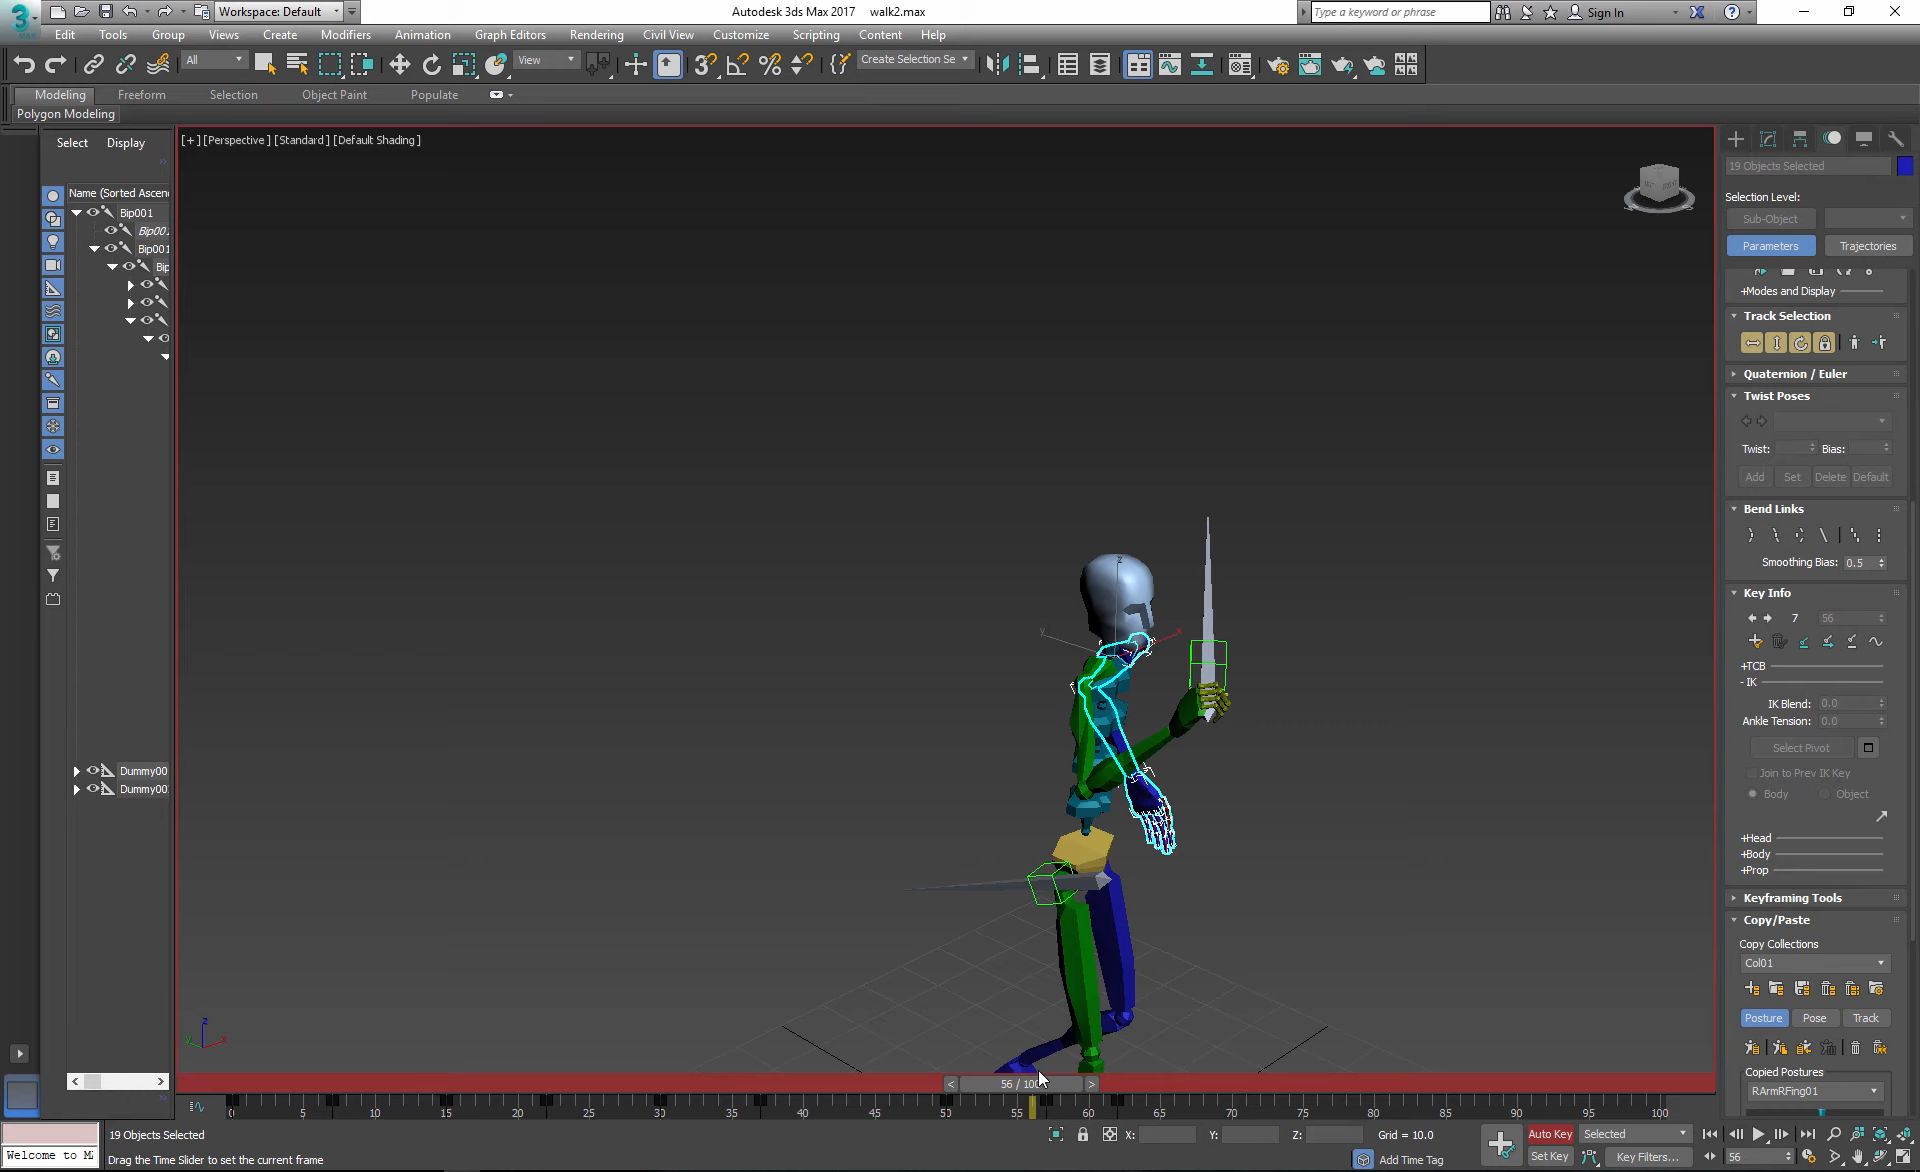 Workspace: Default
Autodesk 3ds Max 2017    walk2.max
Type a keyword or phrase
Sign In
Edit Tools Group Views Create Modifiers Animation Graph Editors Rendering Civil View Customize Scripting Content Help
All
View
Create Selection Se
Modeling Freeform Selection Object Paint Populate
Polygon Modeling
Select Display
[+] [Perspective ] [Standard ] [Default Shading ]
Name (Sorted Ascen
Bip001
Bip00
Bip001
Bip
Dummy00
Dummy00
19 Objects Selected
Selection Level:
Sub-Object
Parameters Trajectories
+Modes and Display
Track Selection
Quaternion / Euler
Twist Poses
Twist: Bias:
Add Set Delete Default
Bend Links
Smoothing Bias: 0.5
Key Info
7 56
+TCB
- IK
IK Blend: 0.0
Ankle Tension: 0.0
Select Pivot
Join to Prev IK Key
Body Object
+Head
+Body
+Prop
Keyframing Tools
Copy/Paste
Copy Collections
Col01
Posture Pose Track
Copied Postures
RArmRFing01
z
y
x
z
y
x
< 56 / 100 >
0 5 10 15 20 25 30 35 40 45 50 55 60 65 70 75 80 85 90 95 100
19 Objects Selected
X: Y: Z: Grid = 10.0
Auto Key Selected
Welcome to M
Drag the Time Slider to set the current frame
Add Time Tag
Set Key Key Filters...
56